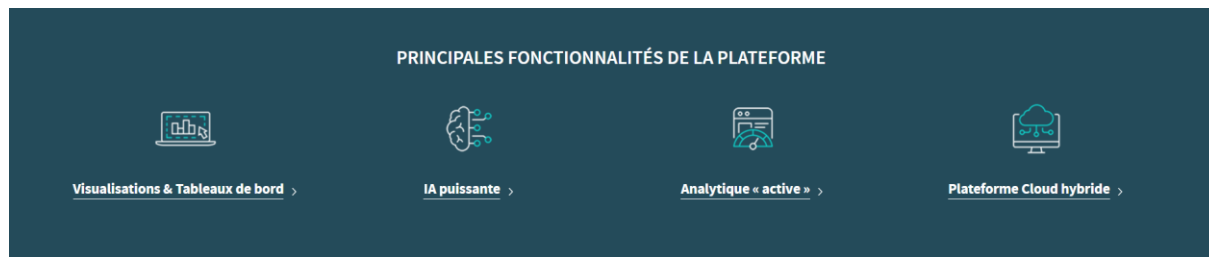 PRINCIPALES FONCTIONNALITÉS DE LA PLATEFORME
Visualisations & Tableaux de bord >
IA puissante >
Analytique « active » >
Plateforme Cloud hybride >